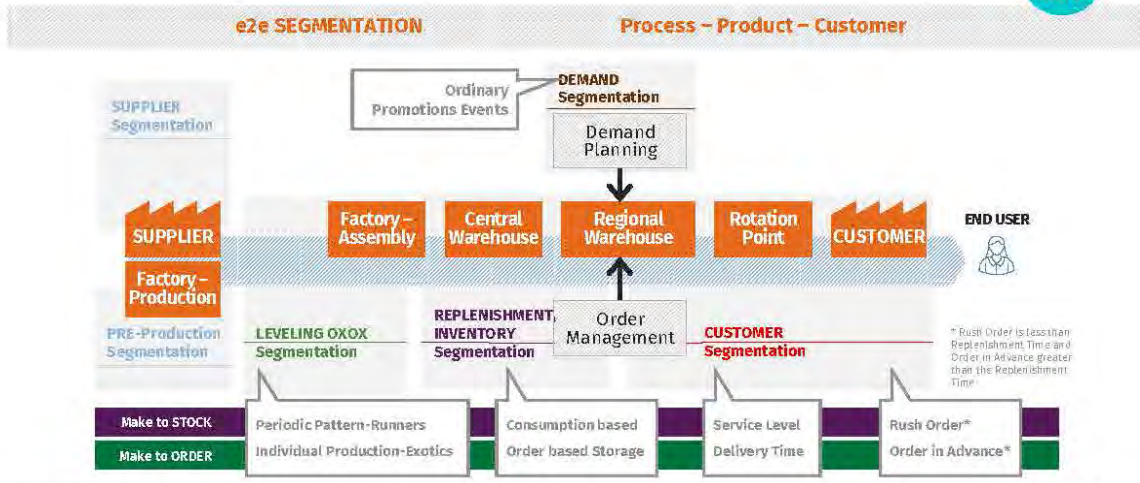 e2e SEGMENTATION
Process – Product – Customer
Ordinary
Promotions Events
DEMAND
Segmentation
SUPPLIER
Segmentation
Demand
Planning
SUPPLIER
Factory –
Production
Factory –
Assembly
Central
Warehouse
Regional
Warehouse
Rotation
Point
CUSTOMER
END USER
PRE-Production
Segmentation
LEVELING OXOX
Segmentation
REPLENISHMENT,
INVENTORY
Segmentation
Order
Management
CUSTOMER
Segmentation
* Rush Order is less than
Replenishment Time and
Order in Advance greater
than the Replenishment
Time
Make to STOCK
Periodic Pattern-Runners
Consumption based
Service Level
Rush Order*
Make to ORDER
Individual Production-Exotics
Order based Storage
Delivery Time
Order in Advance*